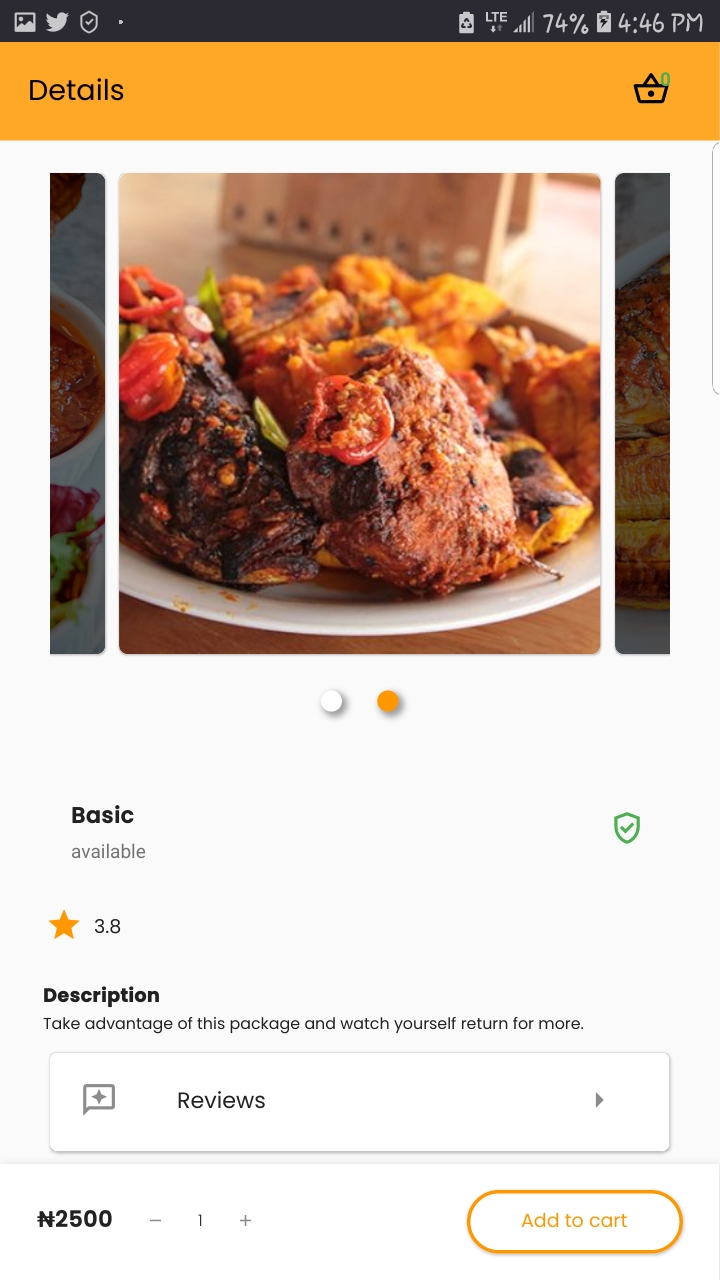 LTE 74% 4:46 PM
Details
0
Basic
available
3.8
Description
Take advantage of this package and watch yourself return for more.
Reviews
₦2500 − 1 +
Add to cart